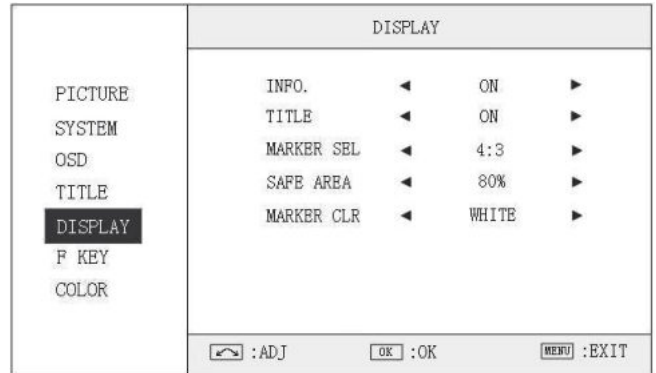 DISPLAY
PICTURE
SYSTEM
OSD
TITLE
DISPLAY
F KEY
COLOR
INFO. ◀ ON ▶
TITLE ◀ ON ▶
MARKER SEL ◀ 4:3 ▶
SAFE AREA ◀ 80% ▶
MARKER CLR ◀ WHITE ▶
:ADJ OK :OK MENU :EXIT